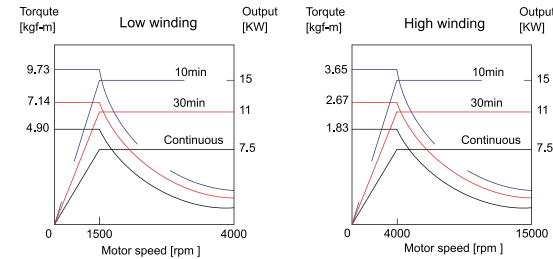 Torqute
[kgf-m]
Low winding
Output
[KW]
9.73
7.14
4.90
10min
30min
Continuous
15
11
7.5
0
1500
4000
Motor speed [rpm ]
Torqute
[kgf-m]
High winding
Output
[KW]
3.65
2.67
1.83
10min
30min
Continuous
15
11
7.5
0
4000
15000
Motor speed [rpm ]